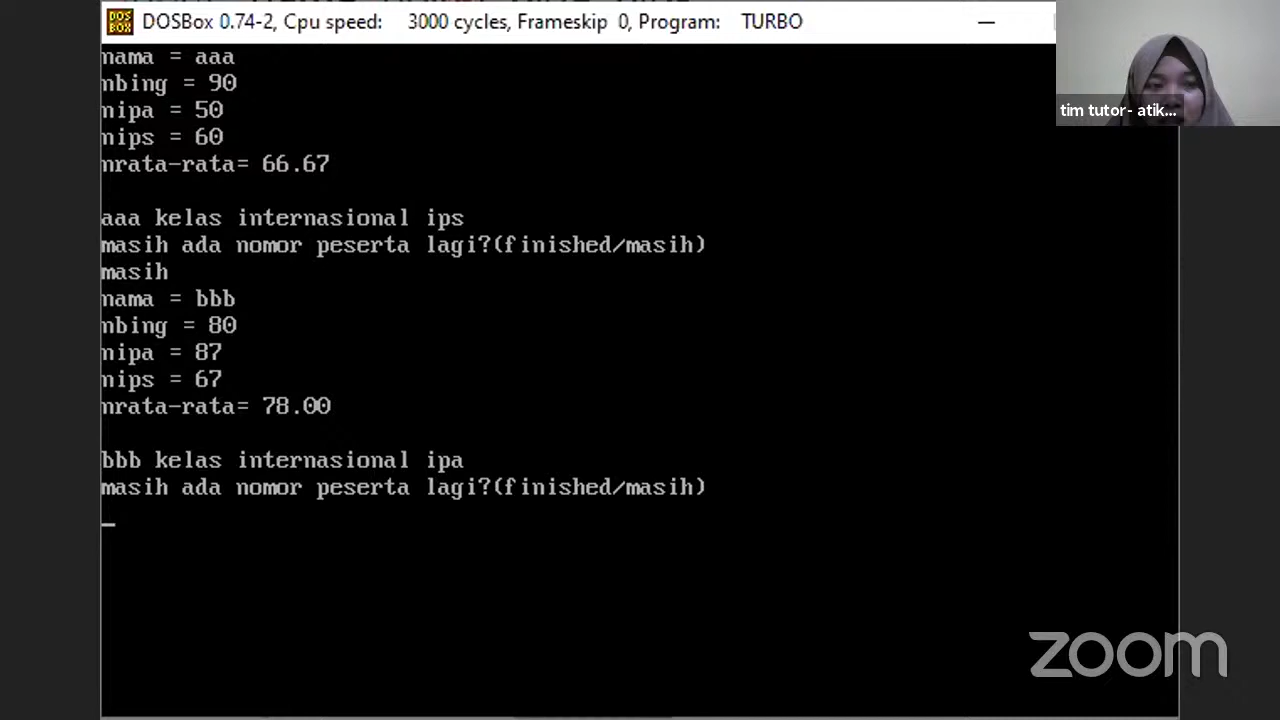 DOSBox 0.74-2, Cpu speed: 3000 cycles, Frameskip 0, Program: TURBO
nama = aaa
nbing = 90
nipa = 50
nips = 60
nrata-rata= 66.67
aaa kelas internasional ips
masih ada nomor peserta lagi?(finished/masih)
masih
nama = bbb
nbing = 80
nipa = 87
nips = 67
nrata-rata= 78.00
bbb kelas internasional ipa
masih ada nomor peserta lagi?(finished/masih)
_
tim tutor- atik...
DOS BOX
zoom